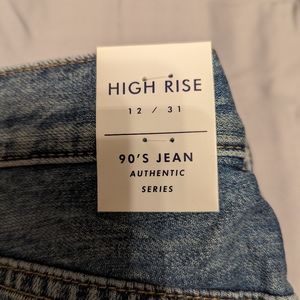 HIGH RISE
12 / 31
90'S JEAN
AUTHENTIC
SERIES